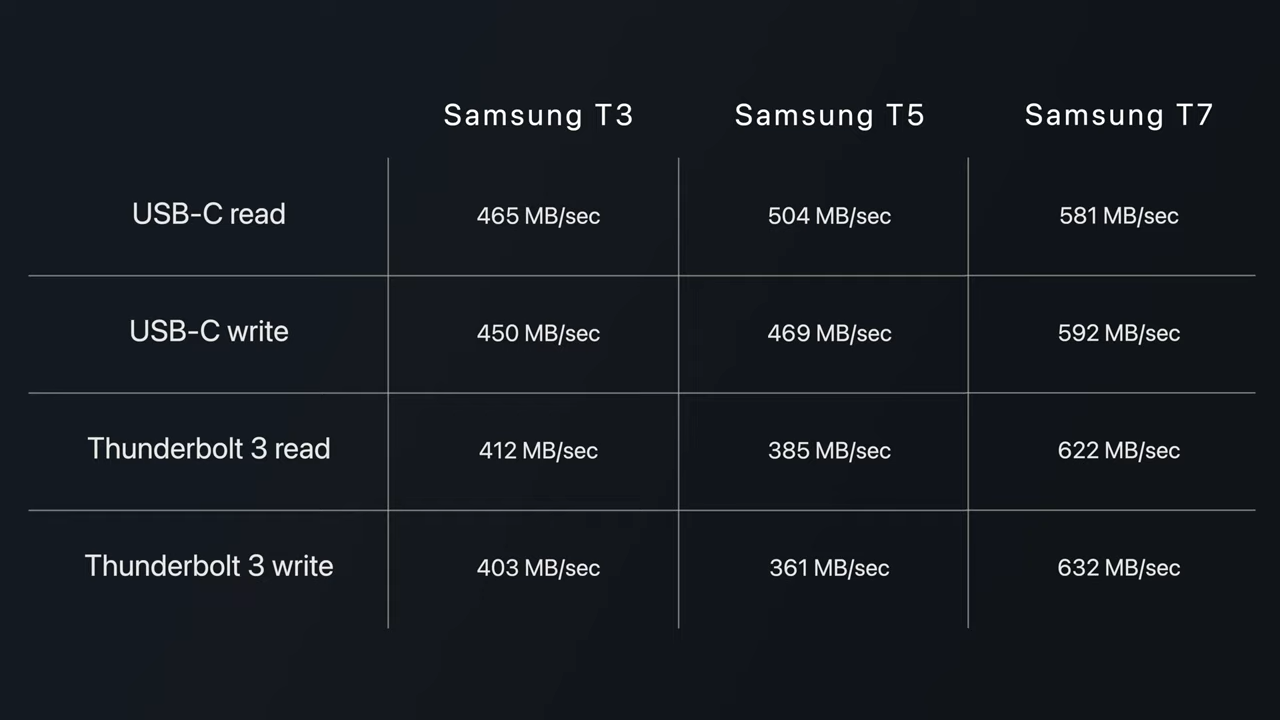 Samsung T3 Samsung T5 Samsung T7
USB-C read 465 MB/sec 504 MB/sec 581 MB/sec
USB-C write 450 MB/sec 469 MB/sec 592 MB/sec
Thunderbolt 3 read 412 MB/sec 385 MB/sec 622 MB/sec
Thunderbolt 3 write 403 MB/sec 361 MB/sec 632 MB/sec